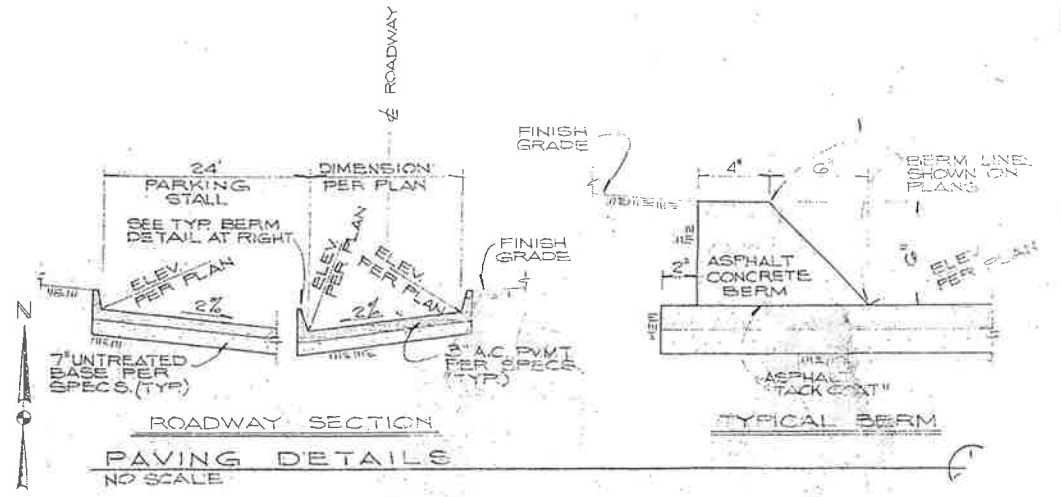 ℄ ROADWAY
24'
PARKING
STALL
DIMENSION
PER PLAN
SEE TYP. BERM
DETAIL AT RIGHT
ELEV.
PER PLAN
ELEV.
PER PLAN
ELEV.
PER PLAN
FINISH
GRADE
2%
2%
7" UNTREATED
BASE PER
SPECS. (TYP.)
3" A.C. PVMT
PER SPECS.
(TYP.)
N
ROADWAY SECTION
FINISH
GRADE
4"
6"
BERM LINE
SHOWN ON
PLANS
2"
ASPHALT
CONCRETE
BERM
6"
ELEV
PER PLAN
ASPHALT
"TACK COAT"
TYPICAL BERM
PAVING DETAILS
NO SCALE
1